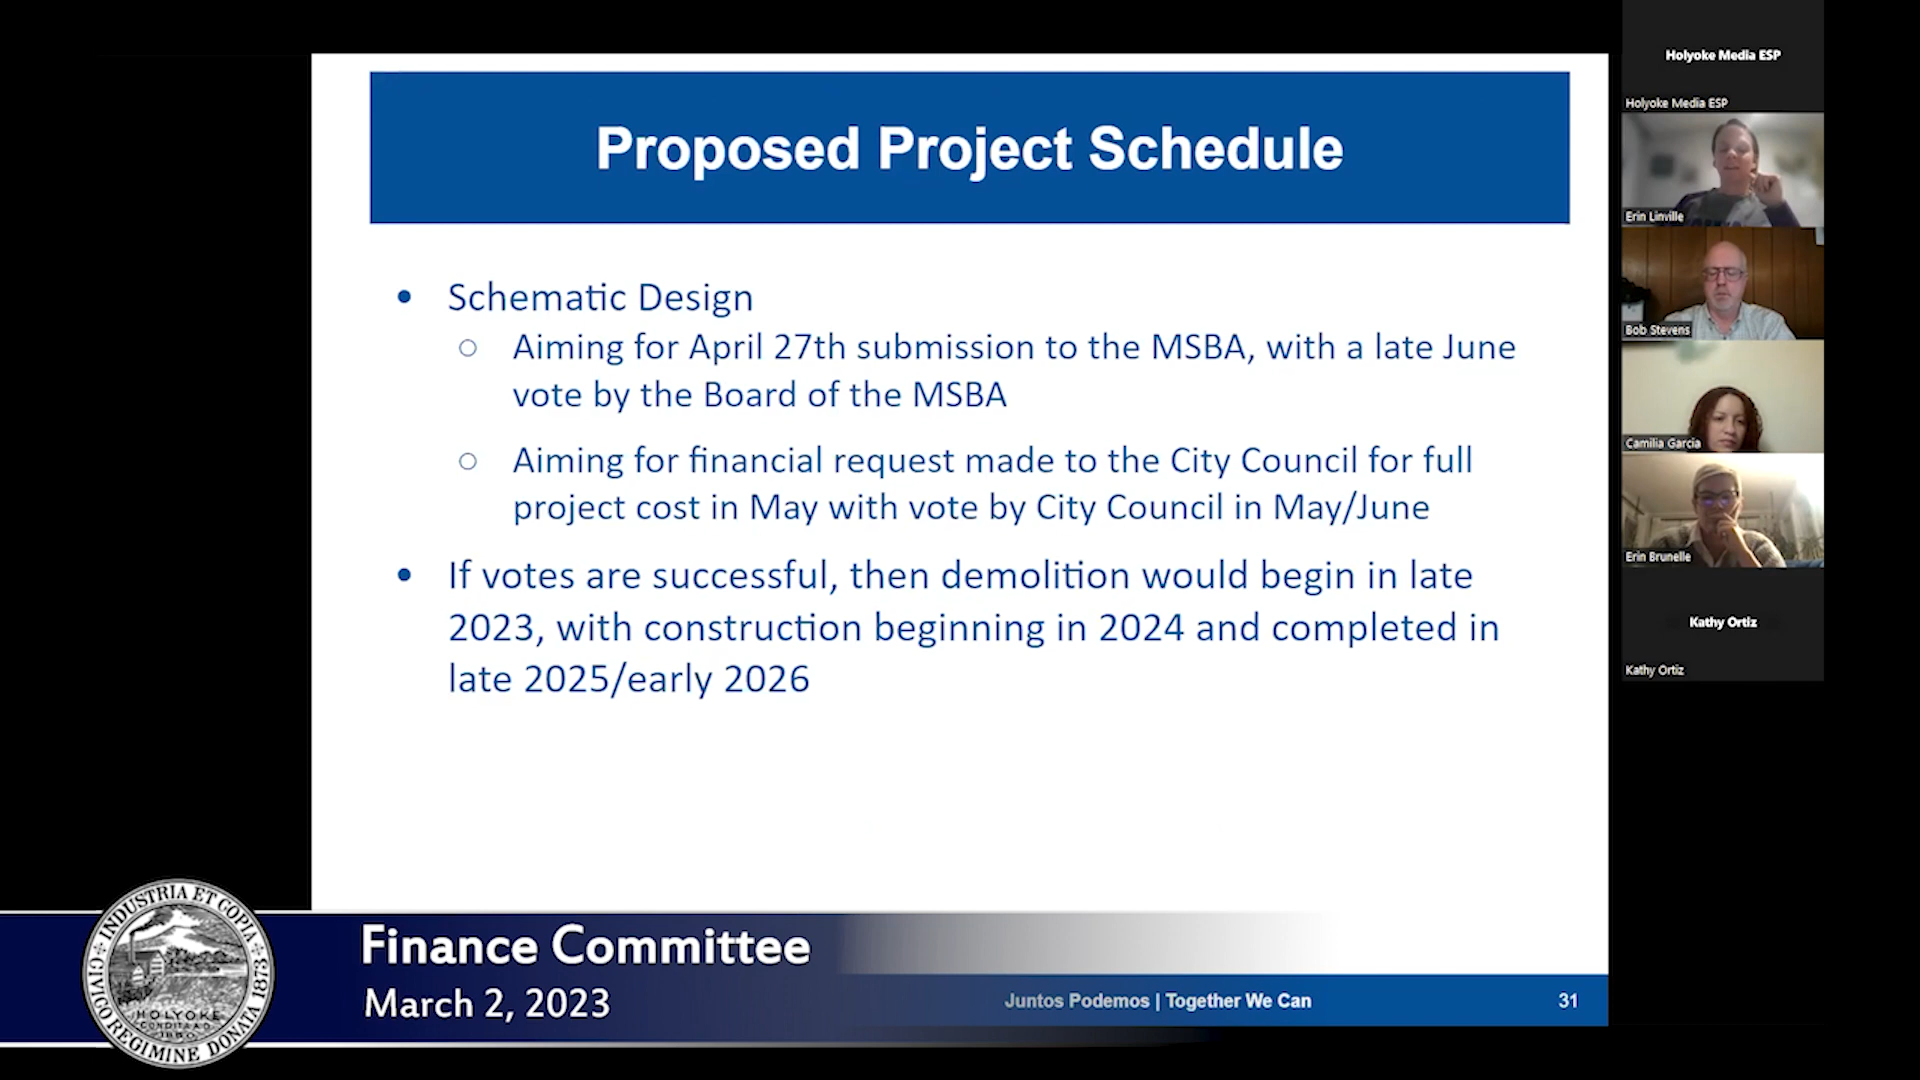 Proposed Project Schedule
• Schematic Design
○ Aiming for April 27th submission to the MSBA, with a late June
vote by the Board of the MSBA
○ Aiming for financial request made to the City Council for full
project cost in May with vote by City Council in May/June
• If votes are successful, then demolition would begin in late
2023, with construction beginning in 2024 and completed in
late 2025/early 2026
Juntos Podemos | Together We Can
31
Finance Committee
March 2, 2023
INDUSTRIA ET COPIA
CIVITAS
REGIMINE DONATA 1873
HOLYOKE
CONDITA A.D.
1850
Holyoke Media ESP
Holyoke Media ESP
Erin Linville
Bob Stevens
Camilia Garcia
Erin Brunelle
Kathy Ortiz
Kathy Ortiz